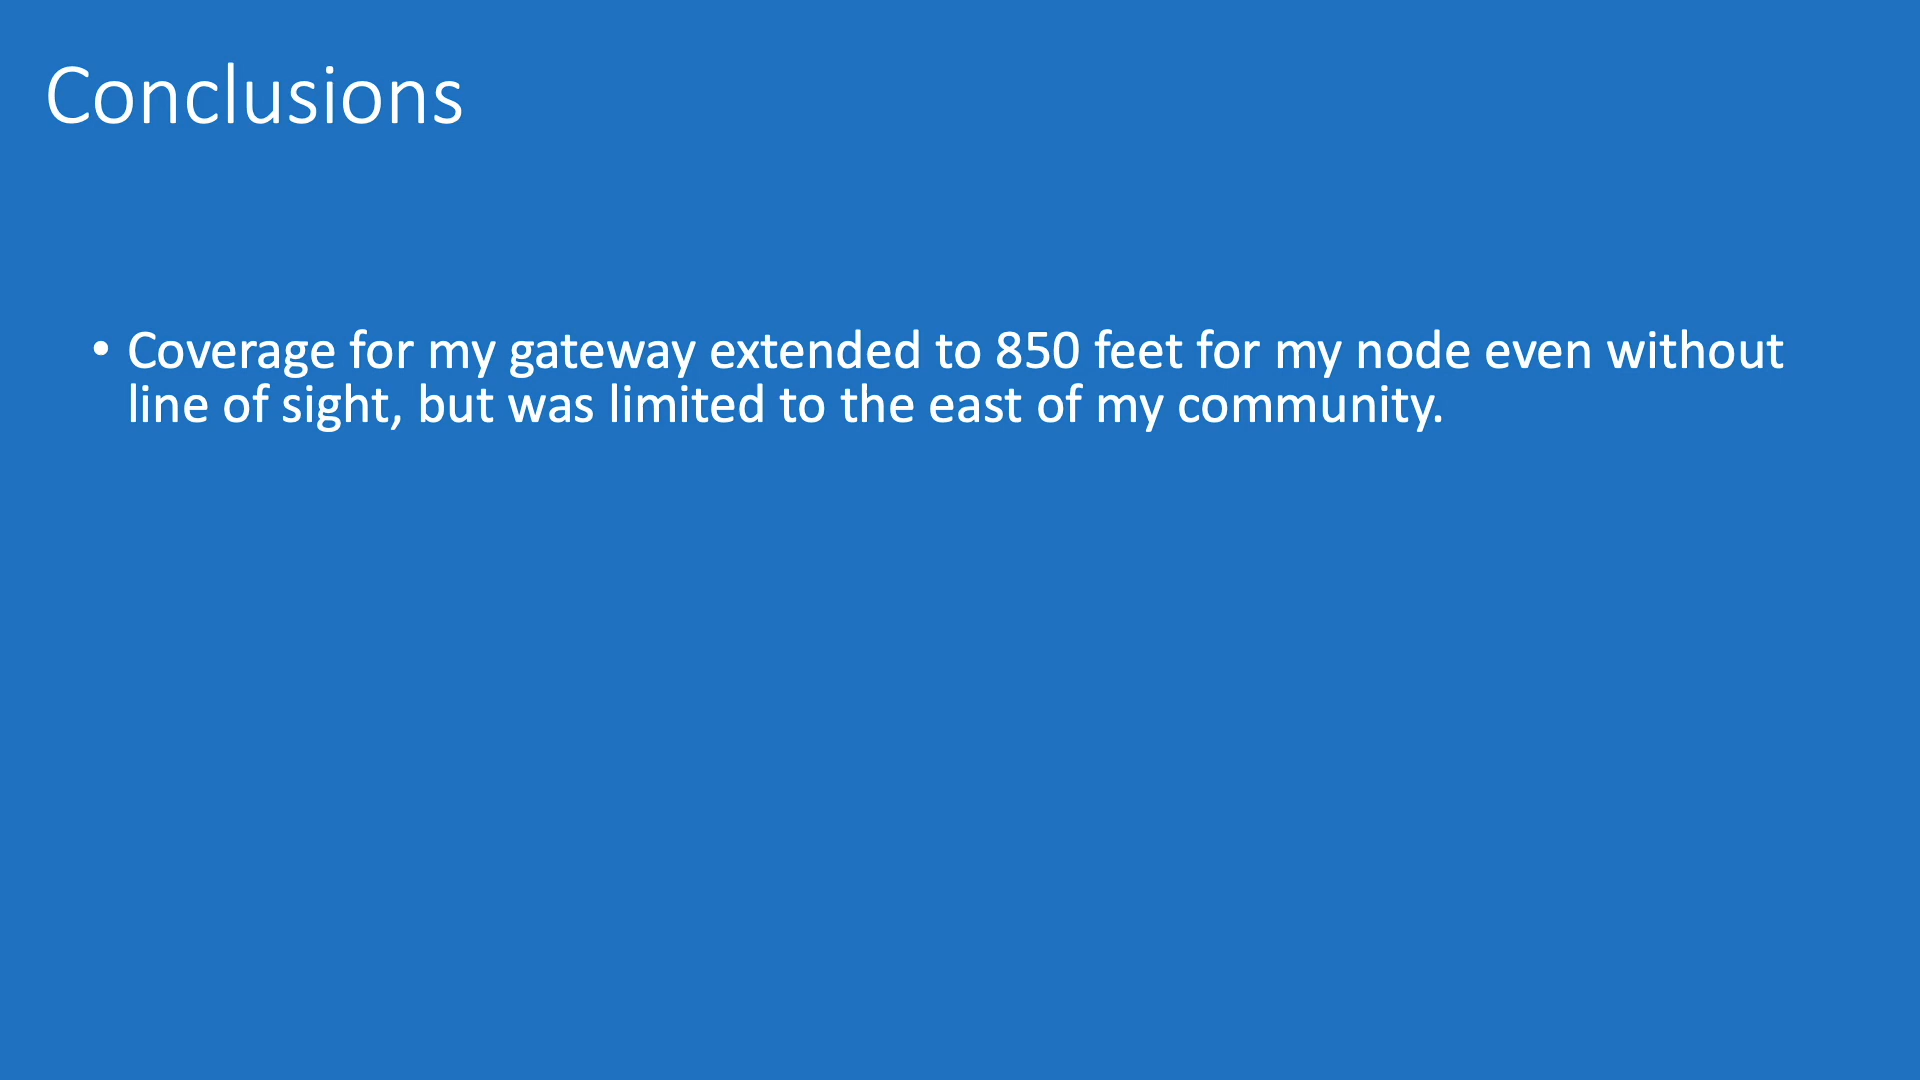 Conclusions
• Coverage for my gateway extended to 850 feet for my node even without
line of sight, but was limited to the east of my community.